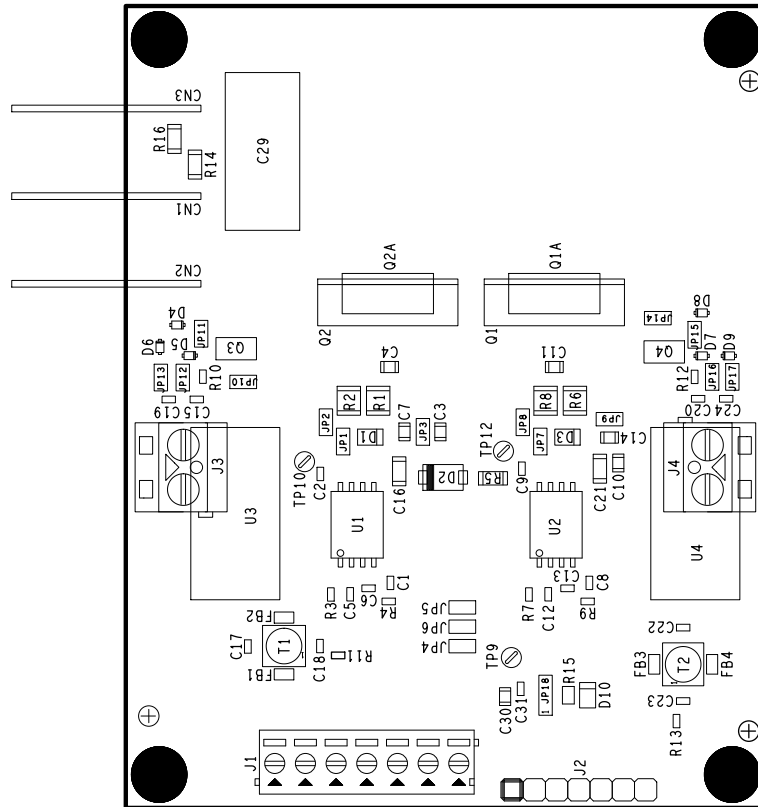 CN3
R16
R14
C29
CN1
CN2
Q2A
Q1A
Q2
Q1
D4
D8
JP11
JP14
JP15
D6
D5
Q3
Q4
D7
D9
C4
C11
JP13
JP12
R10
JP10
R12
JP16
JP17
C19
C15
R2
R1
R8
R6
C20
C24
JP2
JP1
D1
C7
JP3
C3
JP8
JP7
D3
JP9
C14
TP12
J3
J4
TP10
C2
C16
D2
R5
C9
C21
C10
U3
U1
U2
U4
C13
C1
C8
R3
C5
C6
R4
R7
C12
R9
JP5
JP6
JP4
FB2
C17
T1
1
C18
R11
FB1
TP9
C22
FB3
T2
1
FB4
C23
R15
C30
C31
1 JP18
D10
R13
J1
J2